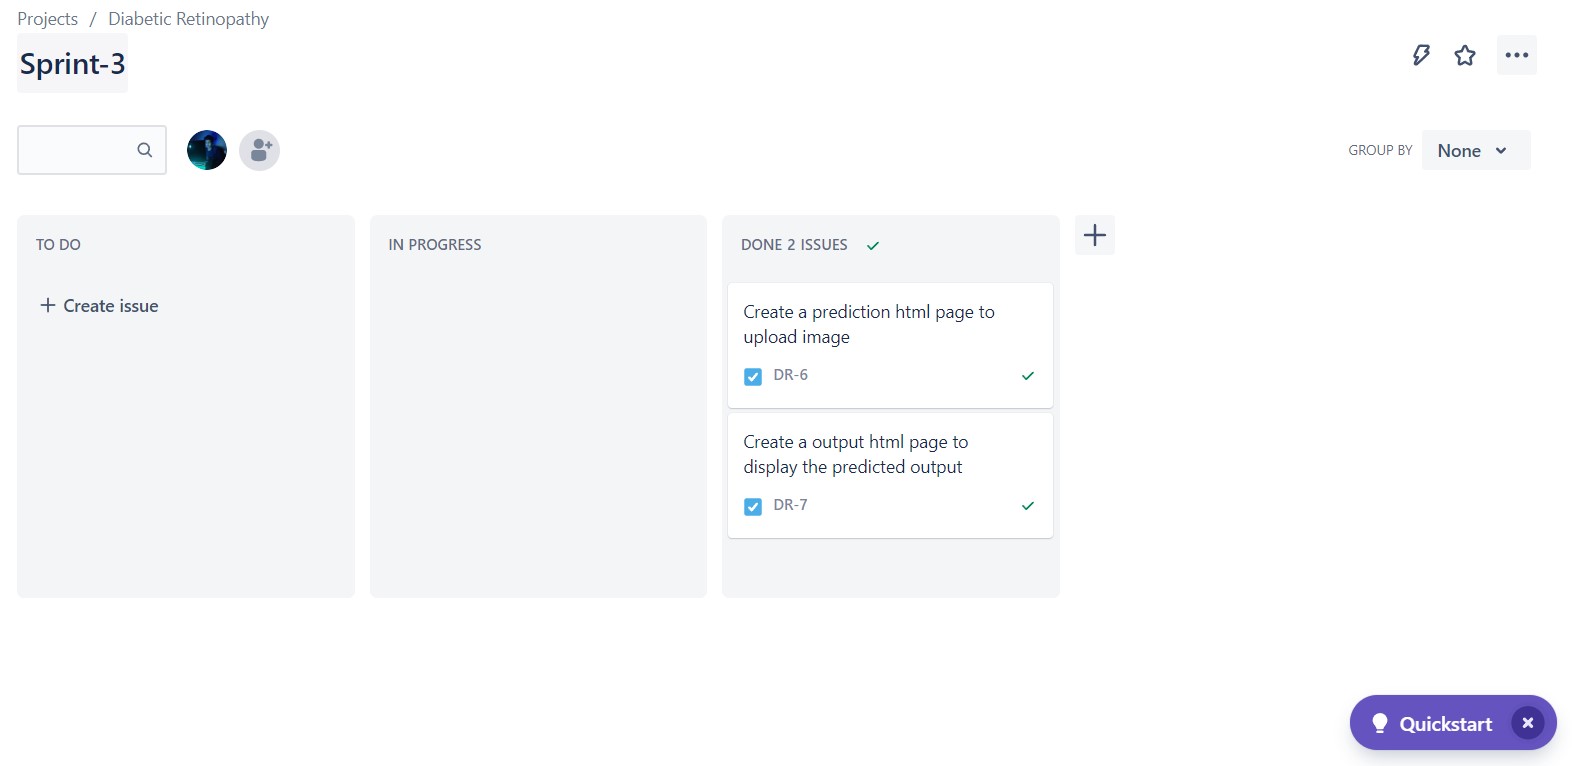 Projects / Diabetic Retinopathy
Sprint-3
GROUP BY None
TO DO
IN PROGRESS
DONE 2 ISSUES
Create issue
Create a prediction html page to
upload image
DR-6
Create a output html page to
display the predicted output
DR-7
Quickstart